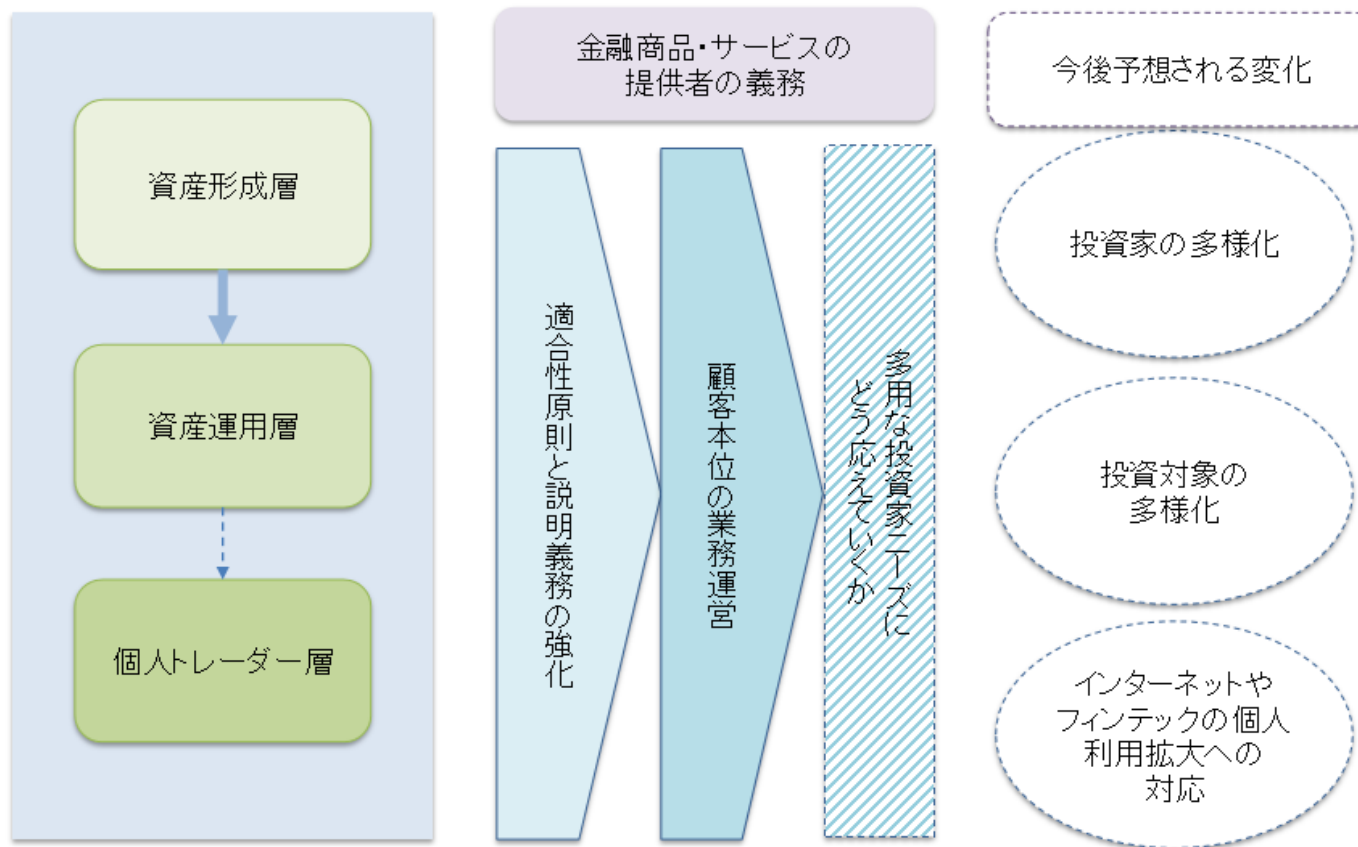 資産形成層
資産運用層
個人トレーダー層
金融商品・サービスの
提供者の義務
適合性原則と説明義務の強化
顧客本位の業務運営
多用な投資家ニーズに
どう応えていくか
今後予想される変化
投資家の多様化
投資対象の
多様化
インターネットや
フィンテックの個人
利用拡大への
対応